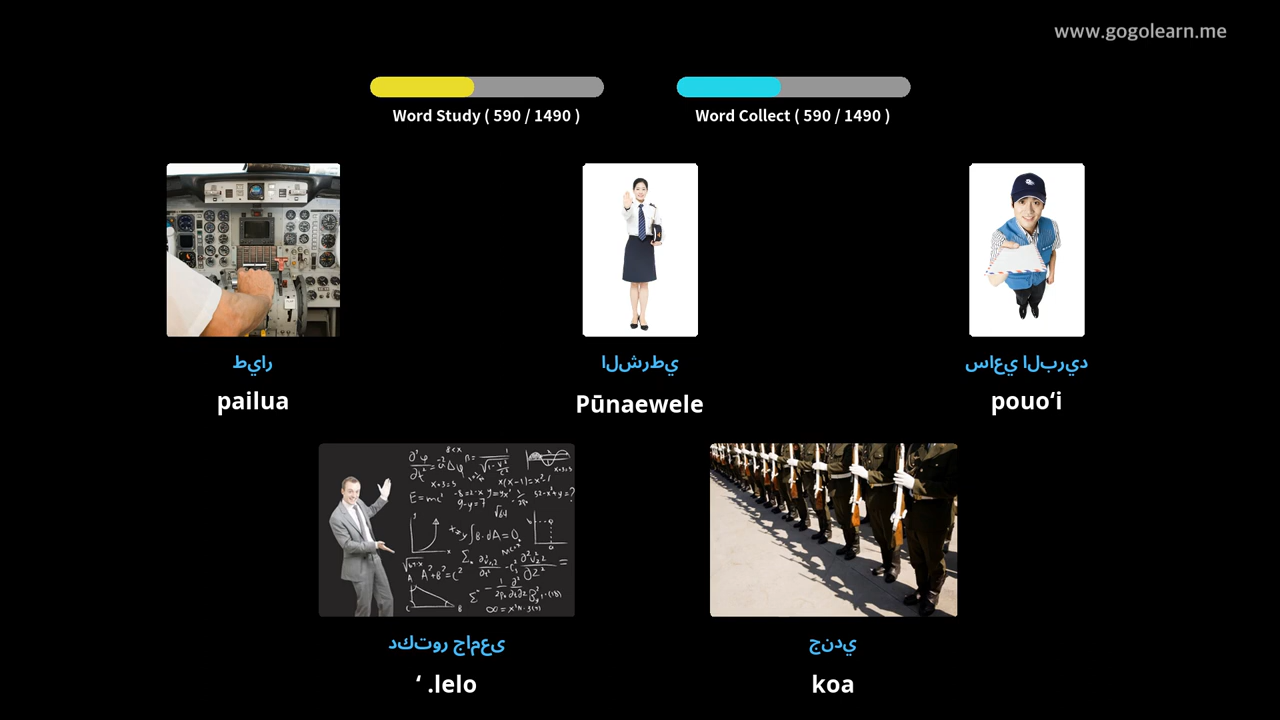 www.gogolearn.me
Word Study ( 590 / 1490 )
Word Collect ( 590 / 1490 )
طيار
الشرطي
ساعي البريد
pailua
Pūnaewele
pouoʻi
دكتور جامعى
جندي
ʻ .lelo
koa